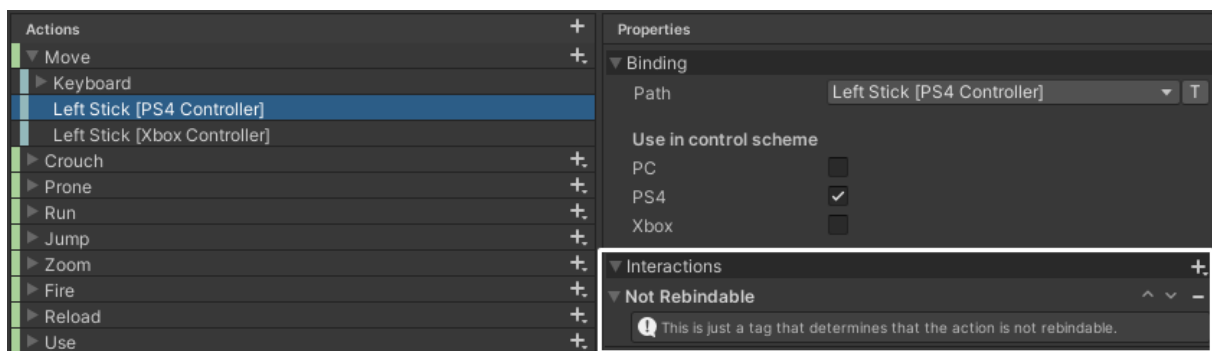 Actions
Move
Keyboard
Left Stick [PS4 Controller]
Left Stick [Xbox Controller]
Crouch
Prone
Run
Jump
Zoom
Fire
Reload
Use
Properties
Binding
Path Left Stick [PS4 Controller] T
Use in control scheme
PC
PS4
Xbox
Interactions
Not Rebindable
This is just a tag that determines that the action is not rebindable.